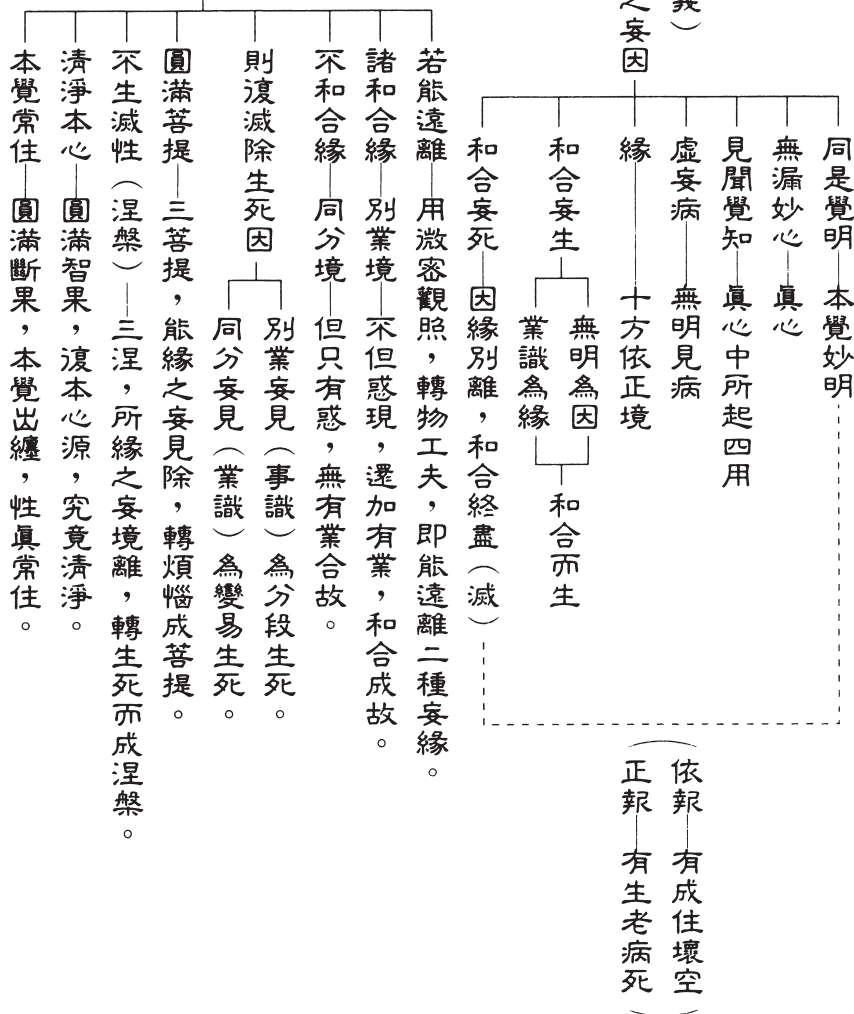 義）
之妄因
同是覺明—本覺妙明
無漏妙心—眞心
見聞覺知—眞心中所起四用
虛妄病—無明見病
緣—十方依正境
和合妄生
無明為因
業識為緣
和合而生
和合妄死—因緣別離，和合終盡（滅）
（依報—有成住壞空
正報—有生老病死）
若能遠離—用微密觀照，轉物工夫，即能遠離二種妄緣。
諸和合緣—別業境—不但惑現，還加有業，和合成故。
不和合緣—同分境—但只有惑，無有業合故。
則復滅除生死因
別業妄見（事識）為分段生死。
同分妄見（業識）為變易生死。
圓滿菩提—三菩提，能緣之妄見除，轉煩惱成菩提。
不生滅性（涅槃）—三涅，所緣之妄境離，轉生死而成涅槃。
清淨本心—圓滿智果，復本心源，究竟清淨。
本覺常住—圓滿斷果，本覺出纏，性眞常住。